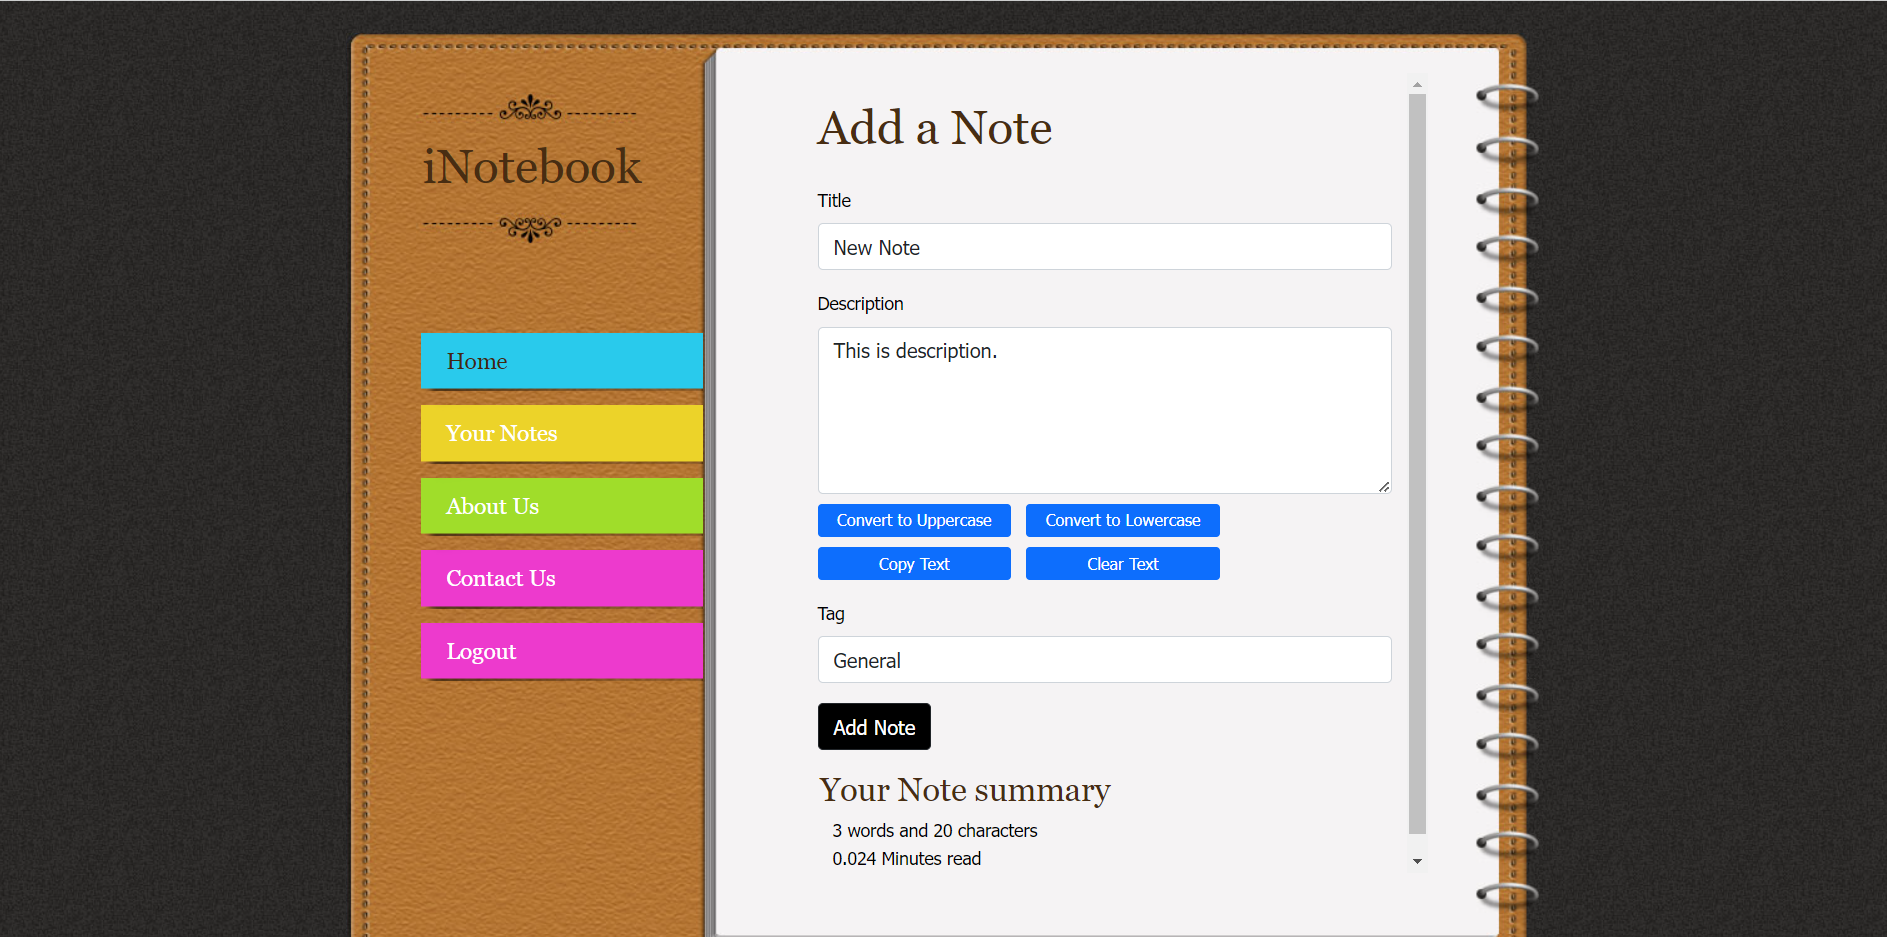 iNotebook
Home
Your Notes
About Us
Contact Us
Logout
Add a Note
Title
New Note
Description
This is description.
Convert to Uppercase Convert to Lowercase
Copy Text Clear Text
Tag
General
Add Note
Your Note summary
3 words and 20 characters
0.024 Minutes read